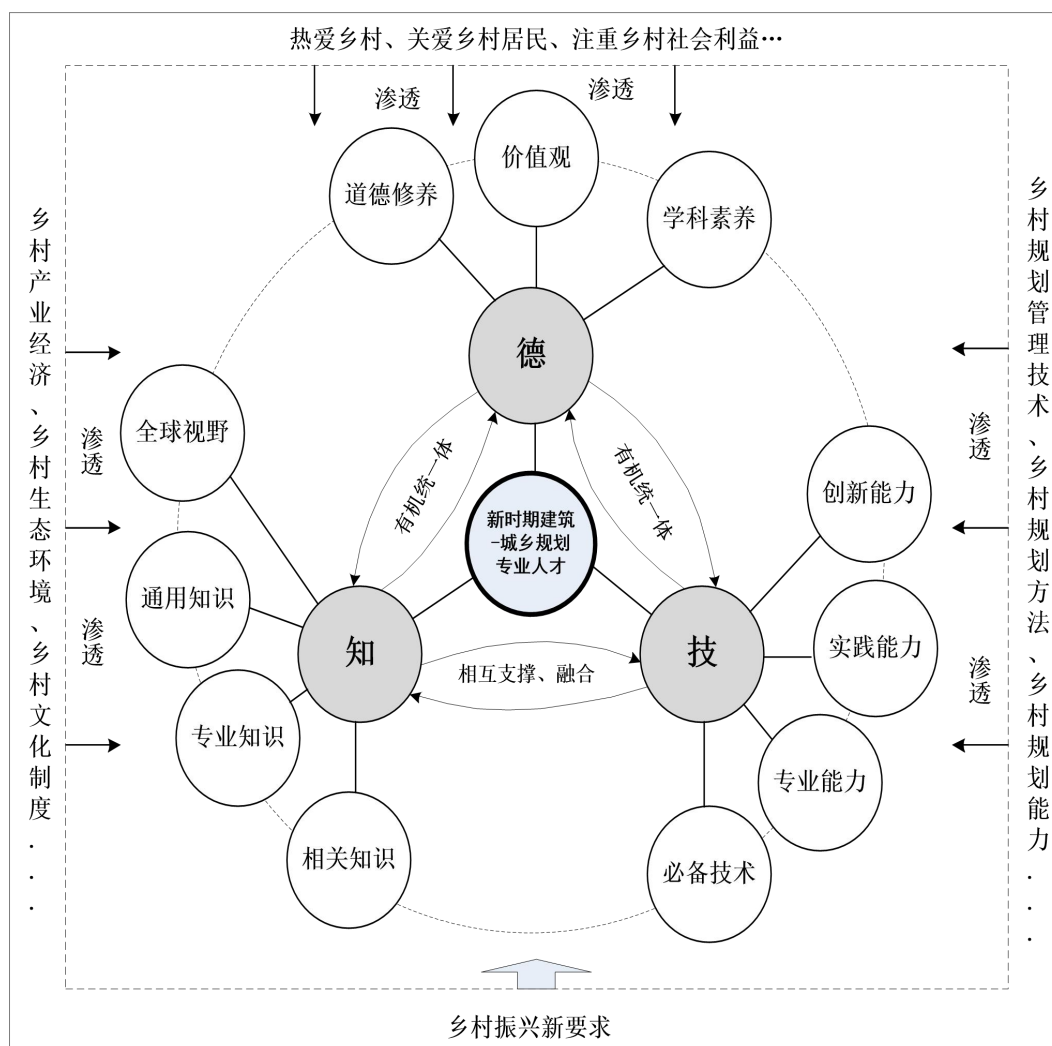 热爱乡村、关爱乡村居民、注重乡村社会利益…
渗透
渗透
价值观
道德修养
学科素养
德
乡村产业经济、乡村生态环境、乡村文化制度...
乡村规划管理技术、乡村规划方法、乡村规划能力...
渗透
渗透
渗透
渗透
全球视野
通用知识
专业知识
相关知识
有机统一体
有机统一体
新时期建筑
-城乡规划
专业人才
创新能力
实践能力
专业能力
必备技术
知
技
相互支撑、融合
乡村振兴新要求